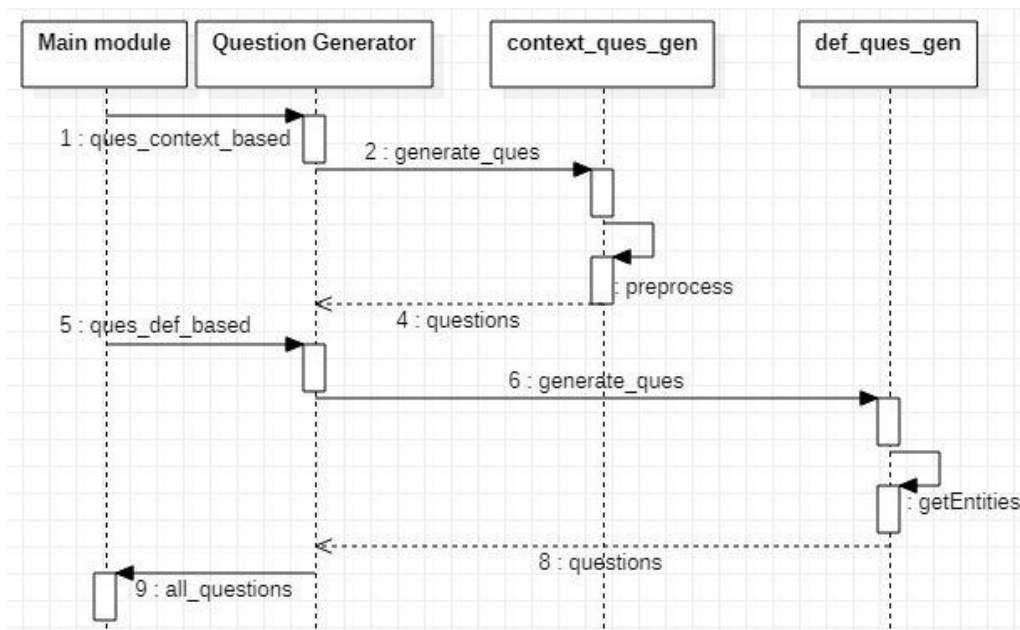 Main module
Question Generator
context_ques_gen
def_ques_gen
1 : ques_context_based
2 : generate_ques
: preprocess
4 : questions
5 : ques_def_based
6 : generate_ques
: getEntities
8 : questions
9 : all_questions